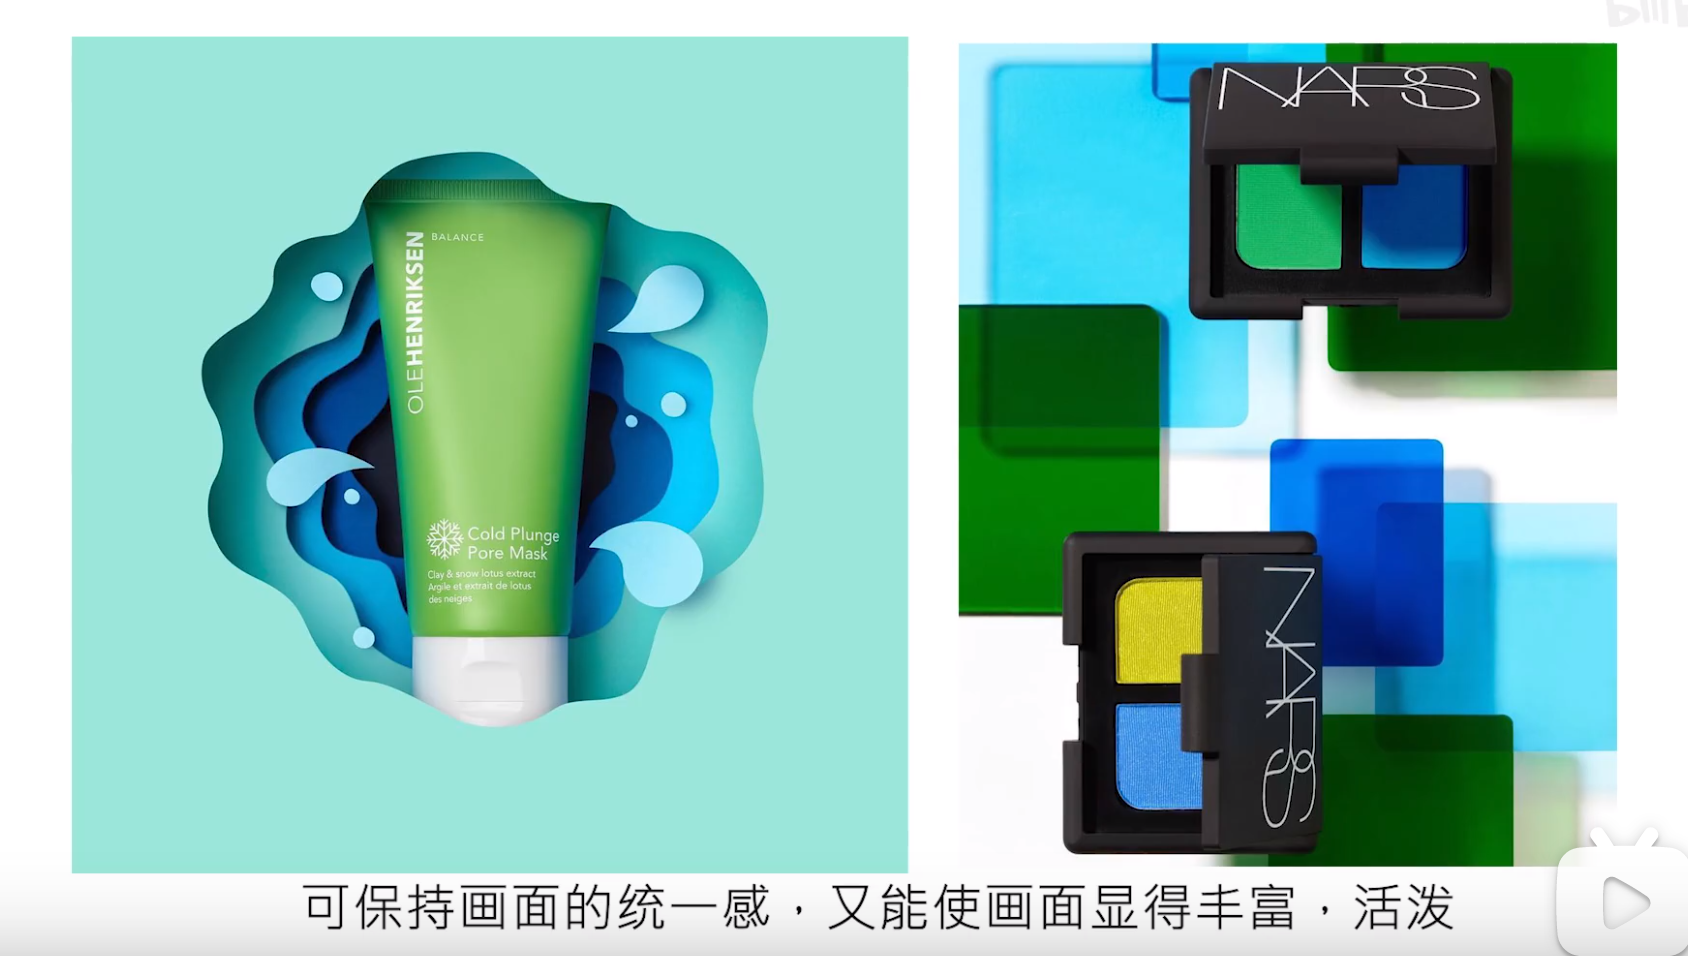 OLEHENRIKSEN
BALANCE
Cold Plunge
Pore Mask
Clay & snow lotus extract
Argile et extrait de lotus
des neiges
NARS
NARS
可保持画面的统一感，又能使画面显得丰富，活泼